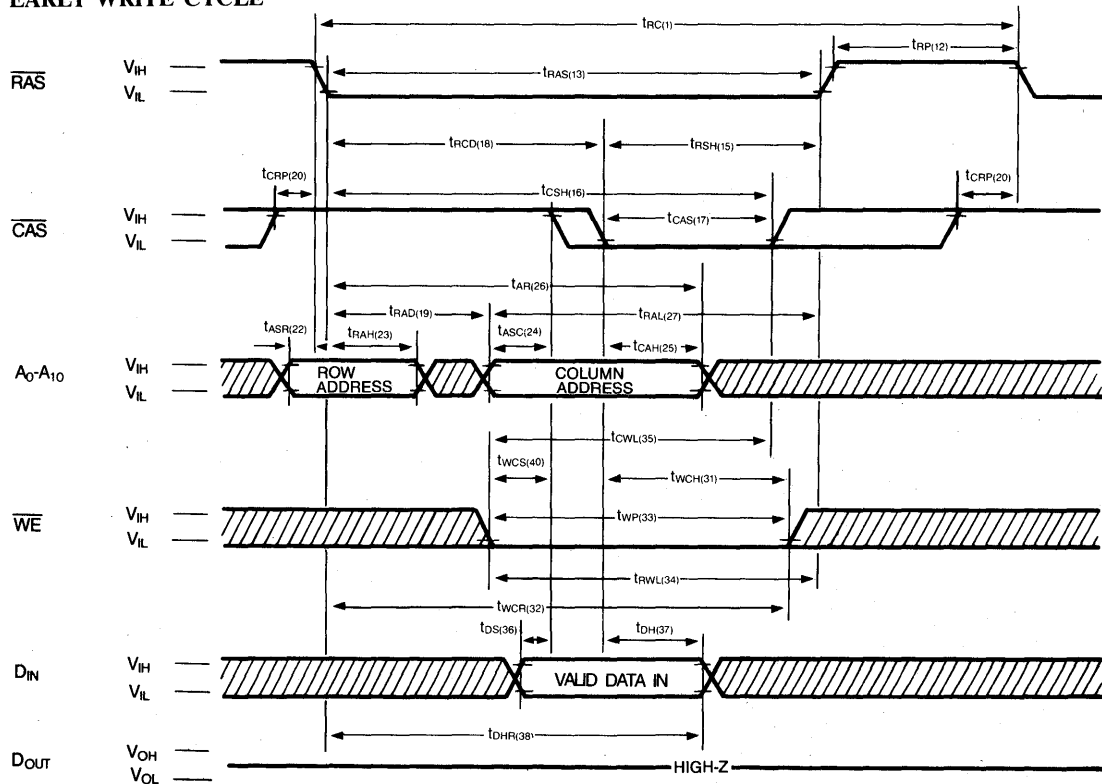 EARLY WRITE CYCLE
tRC(1)
tRP(12)
RAS
VIH
VIL
tRAS(13)
tRCD(18)
tRSH(15)
tCRP(20)
tCSH(16)
tCRP(20)
CAS
VIH
VIL
tCAS(17)
tAR(26)
tRAD(19)
tRAL(27)
tASR(22)
tRAH(23)
tASC(24)
tCAH(25)
A0-A10
VIH
VIL
ROW ADDRESS
COLUMN ADDRESS
tCWL(35)
tWCS(40)
tWCH(31)
WE
VIH
VIL
tWP(33)
tRWL(34)
tWCR(32)
tDS(36)
tDH(37)
DIN
VIH
VIL
VALID DATA IN
tDHR(38)
DOUT
VOH
VOL
HIGH-Z